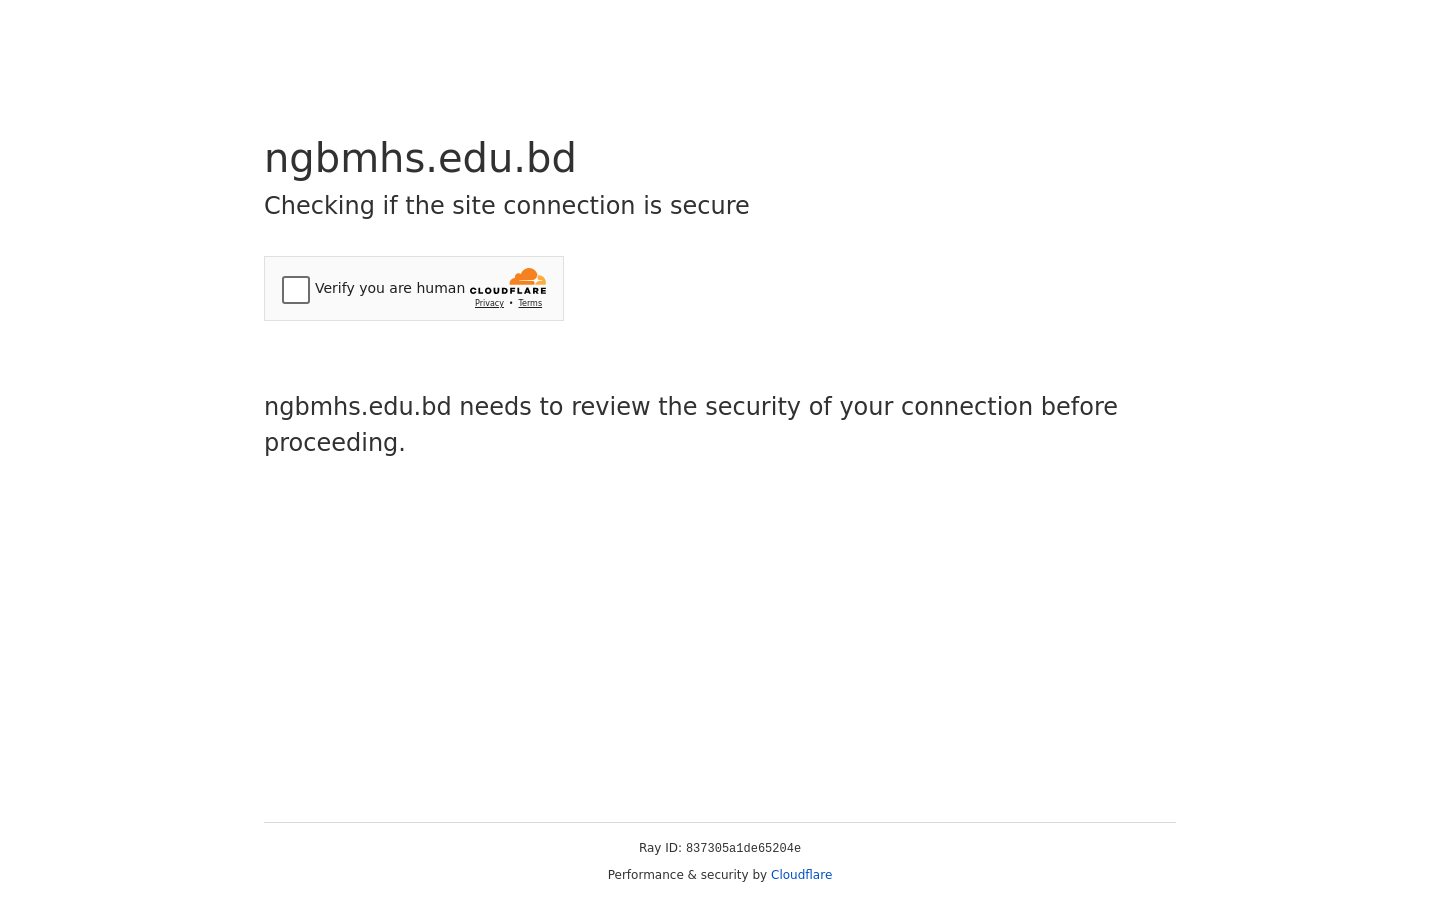 ngbmhs.edu.bd
Checking if the site connection is secure
Verify you are human
CLOUDFLARE
Privacy • Terms
ngbmhs.edu.bd needs to review the security of your connection before
proceeding.
Ray ID: 837305a1de65204e
Performance & security by Cloudflare